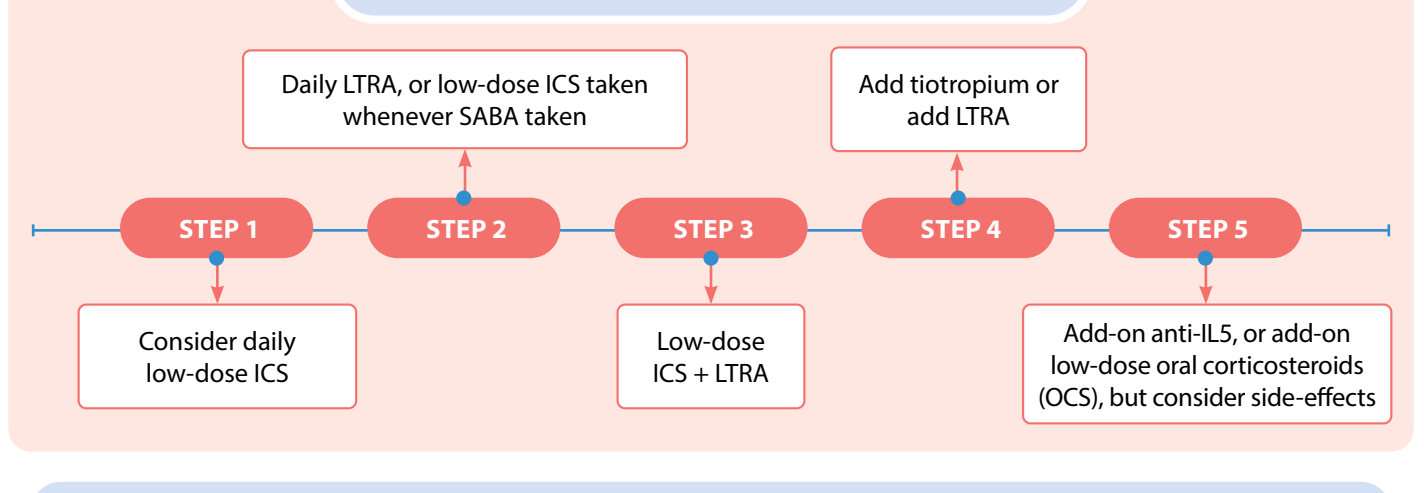 Daily LTRA, or low-dose ICS taken
whenever SABA taken
Add tiotropium or
add LTRA
STEP 1
STEP 2
STEP 3
STEP 4
STEP 5
Consider daily
low-dose ICS
Low-dose
ICS + LTRA
Add-on anti-IL5, or add-on
low-dose oral corticosteroids
(OCS), but consider side-effects